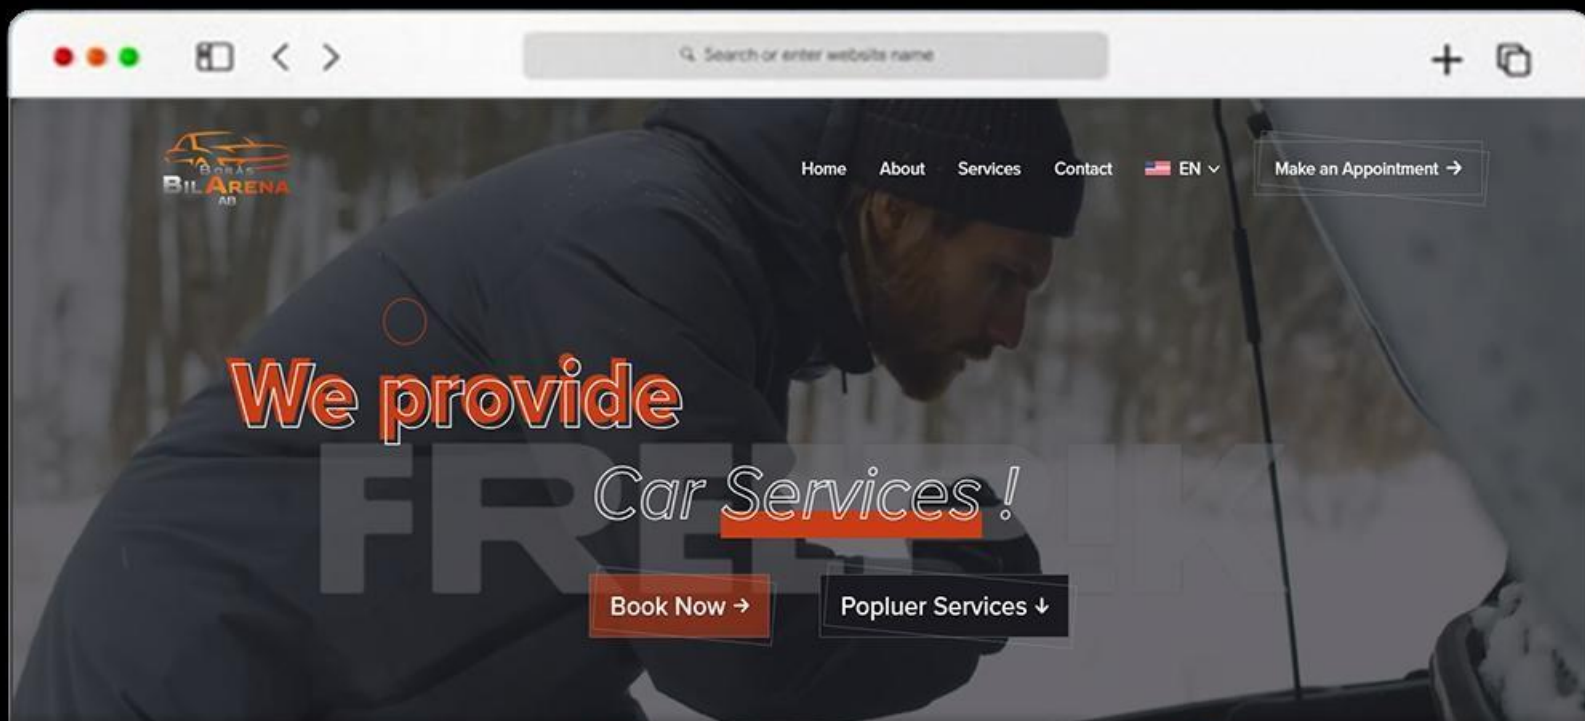 Search or enter website name
BORÅS
BILARENA
AB
Home About Services Contact EN Make an Appointment →
We provide
FREEPIK
Car Services !
Book Now → Popluer Services ↓